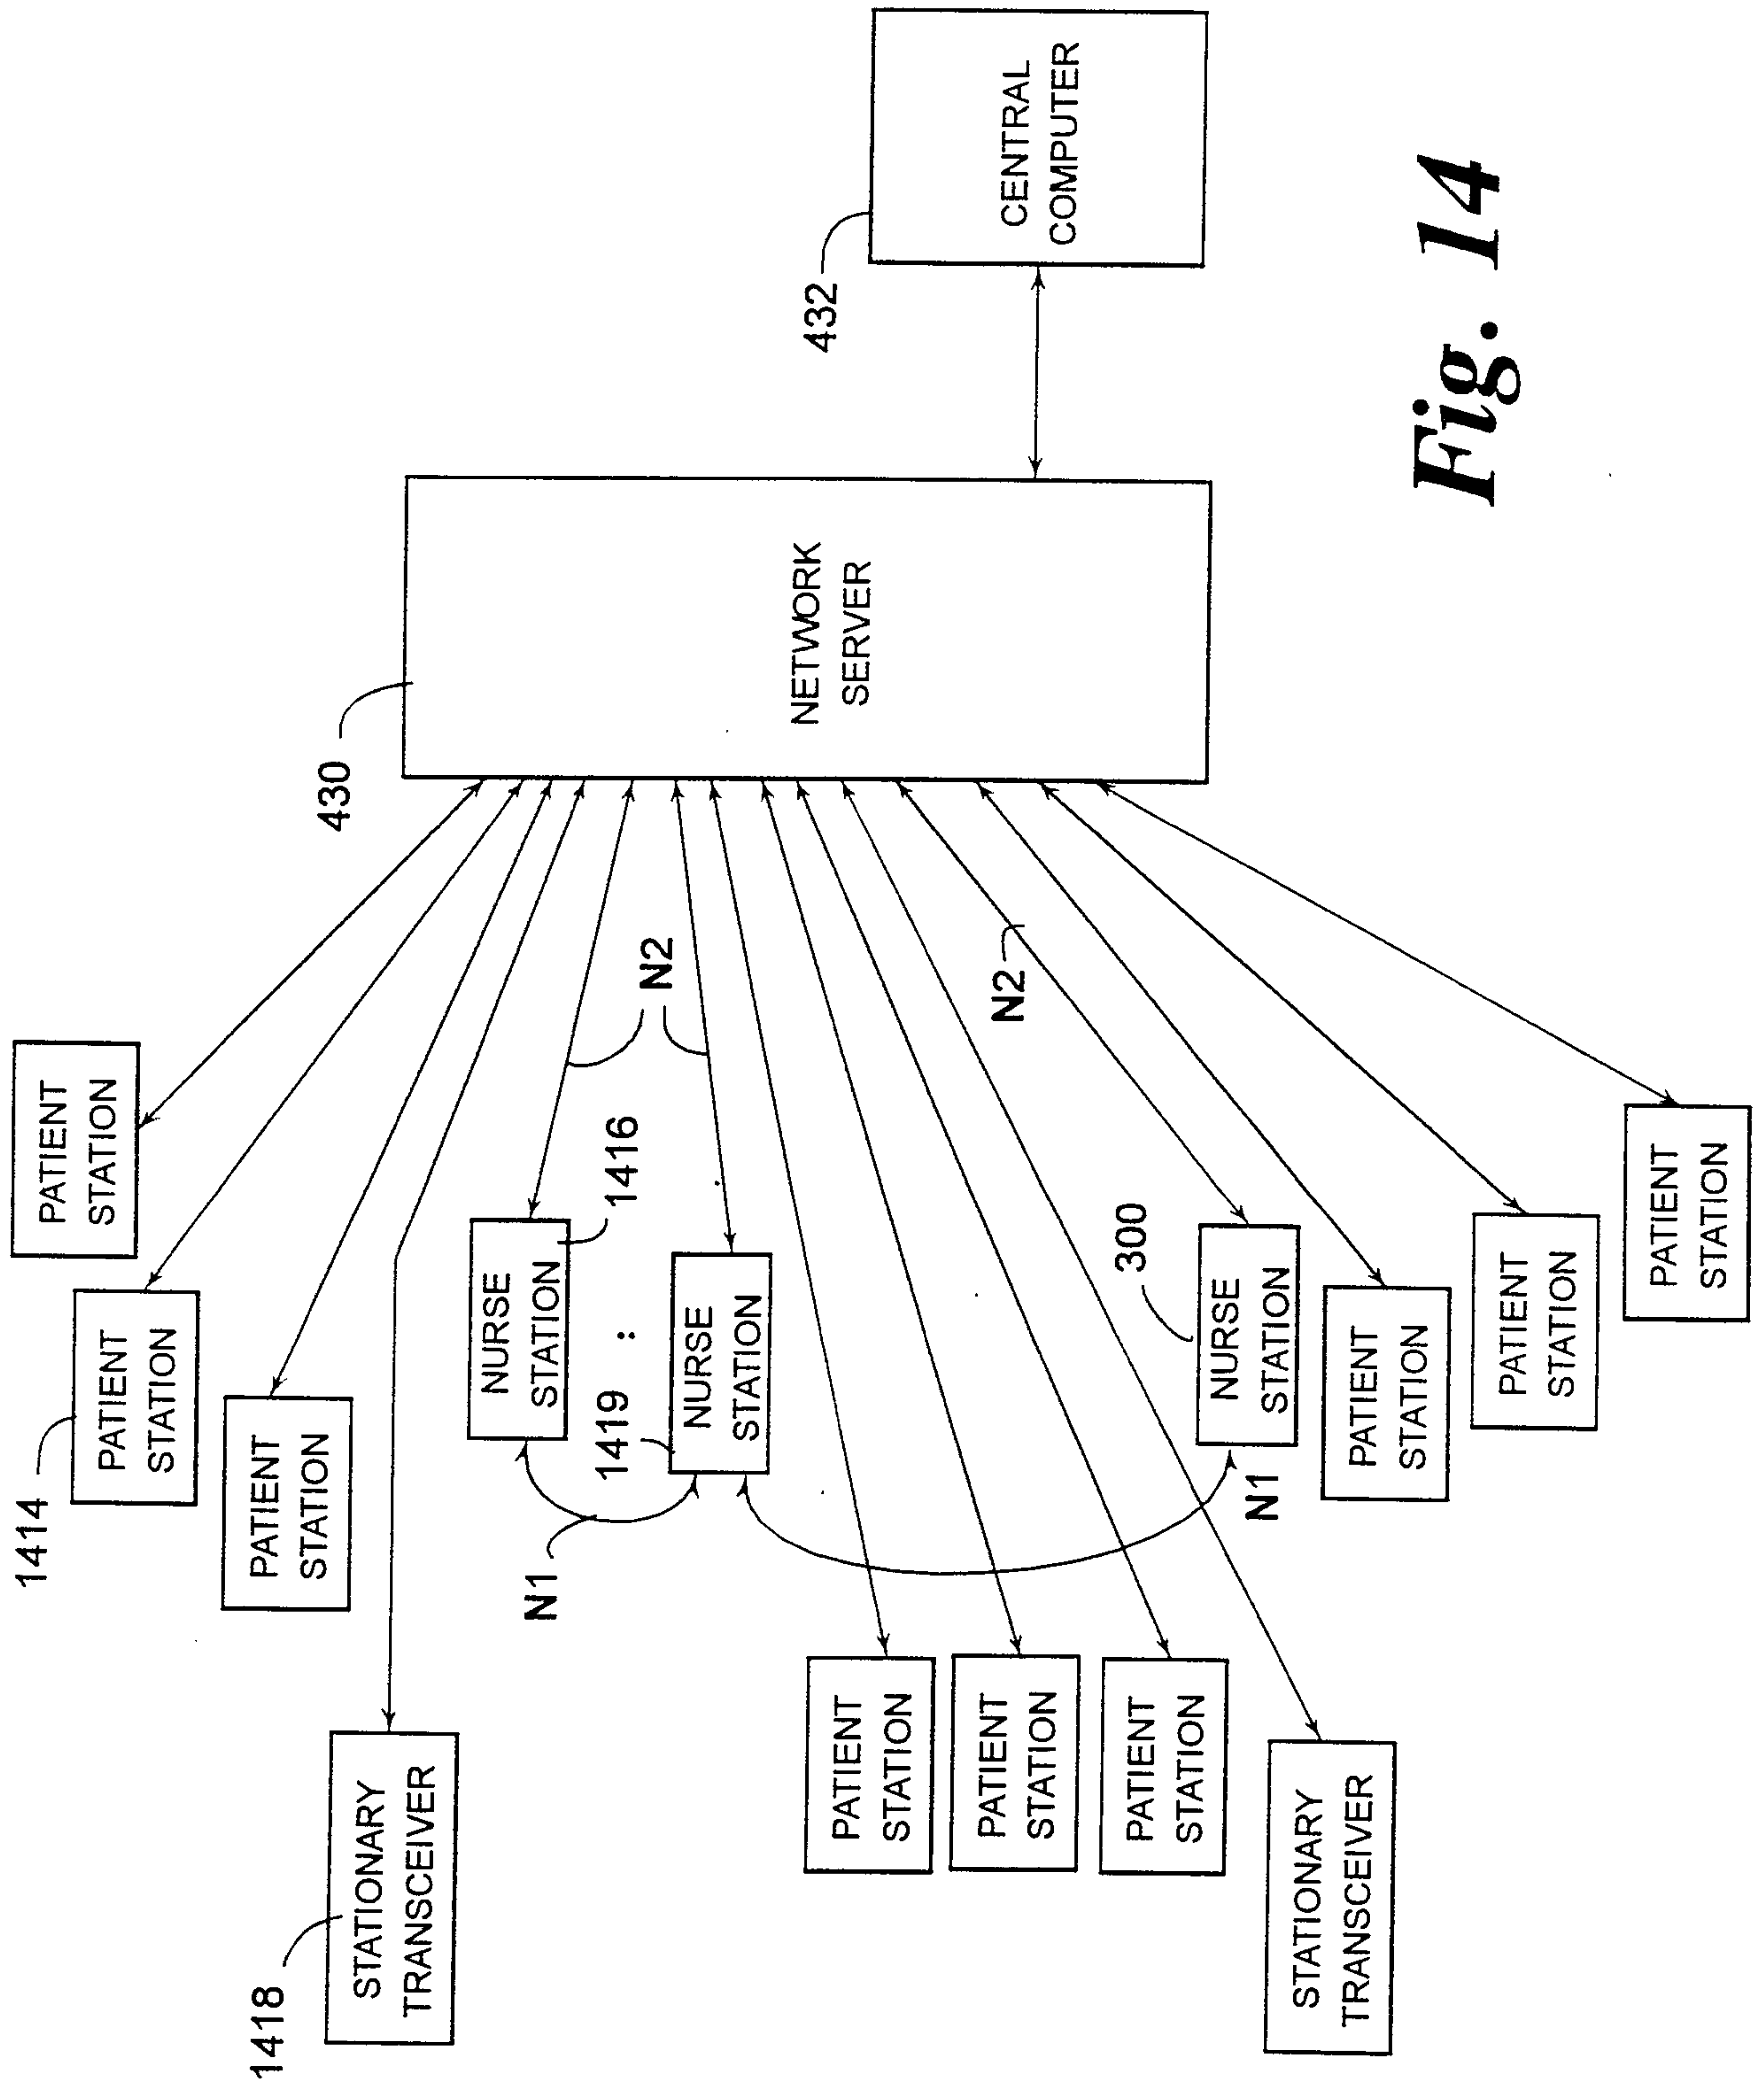 PATIENT
STATION
1414
PATIENT
STATION
PATIENT
STATION
1418
STATIONARY
TRANSCEIVER
430
NETWORK
SERVER
432
CENTRAL
COMPUTER
N2
NURSE
STATION
1416
:
1419
NURSE
STATION
N1
N2
300
NURSE
STATION
N1
PATIENT
STATION
PATIENT
STATION
PATIENT
STATION
STATIONARY
TRANSCEIVER
PATIENT
STATION
PATIENT
STATION
PATIENT
STATION
Fig. 14